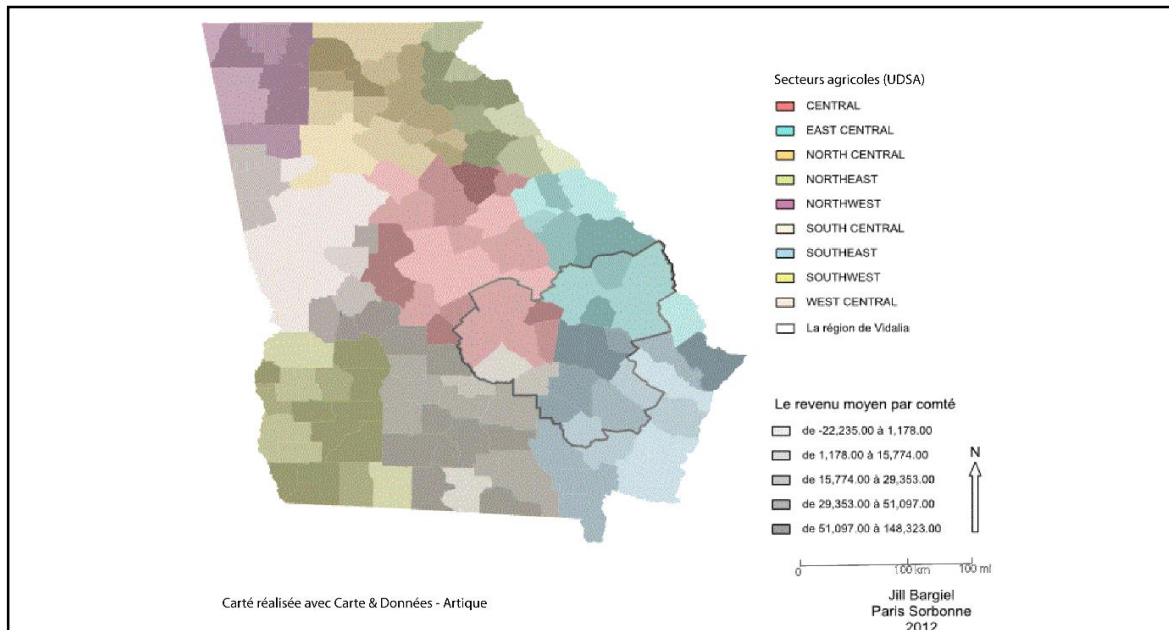 Secteurs agricoles (UDSA)
CENTRAL
EAST CENTRAL
NORTH CENTRAL
NORTHEAST
NORTHWEST
SOUTH CENTRAL
SOUTHEAST
SOUTHWEST
WEST CENTRAL
La région de Vidalia
Le revenu moyen par comté
de -22,235.00 à 1,178.00
de 1,178.00 à 15,774.00
de 15,774.00 à 29,353.00
de 29,353.00 à 51,097.00
de 51,097.00 à 148,323.00
N
0 100 km 100 ml
Carté réalisée avec Carte & Données - Artique
Jill Bargiel
Paris Sorbonne
2012